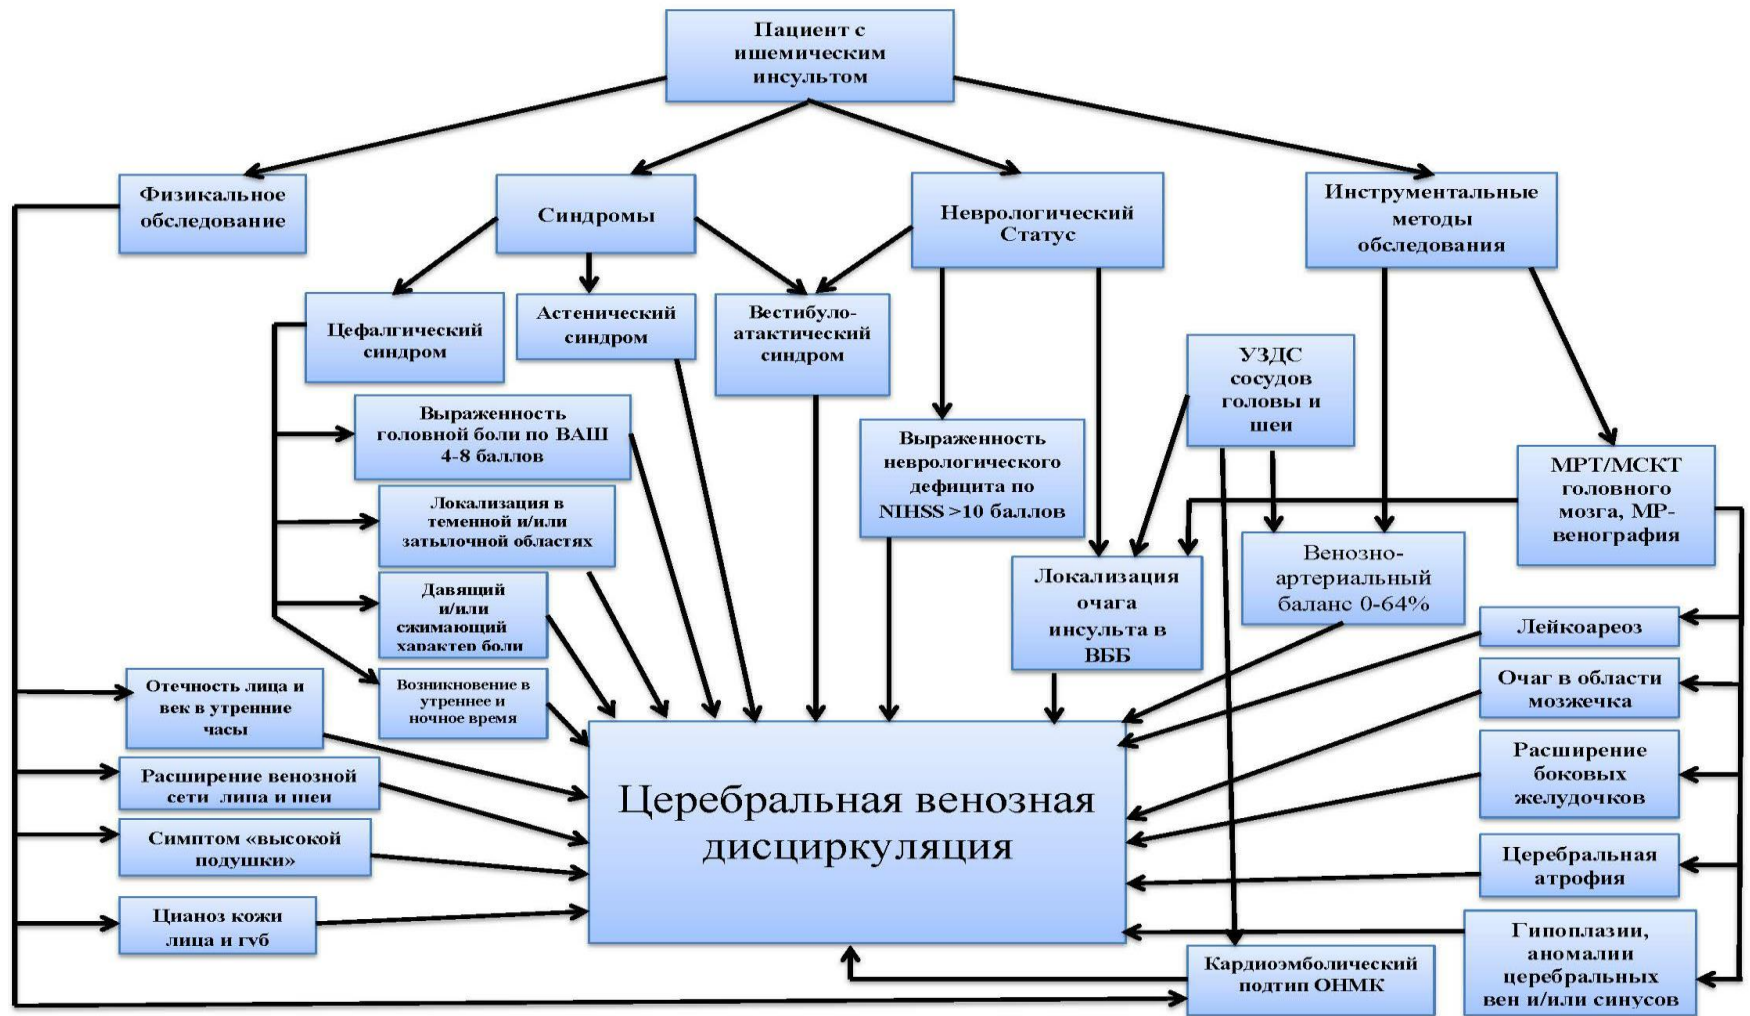 Пациент с
ишемическим
инсультом
Физикальное
обследование
Синдромы
Неврологический
Статус
Инструментальные
методы
обследования
Цефалгический
синдром
Астенический
синдром
Вестибуло-
атактический
синдром
УЗДС
сосудов
головы и
шеи
Выраженность
головной боли по ВАШ
4-8 баллов
Выраженность
неврологического
дефицита по
NIHSS >10 баллов
МРТ/МСКТ
головного
мозга, МР-
венография
Локализация в
теменной и/или
затылочной областях
Локализация
очага
инсульта в
ВББ
Венозно-
артериальный
баланс 0-64%
Давящий
и/или
сжимающий
характер боли
Лейкоареоз
Отечность лица и
век в утренние
часы
Возникновение в
утреннее и
ночное время
Очаг в области
мозжечка
Расширение венозной
сети лица и шеи
Церебральная венозная
дисциркуляция
Расширение
боковых
желудочков
Симптом «высокой
подушки»
Церебральная
атрофия
Цианоз кожи
лица и губ
Кардиоэмболический
подтип ОНМК
Гипоплазии,
аномалии
церебральных
вен и/или синусов